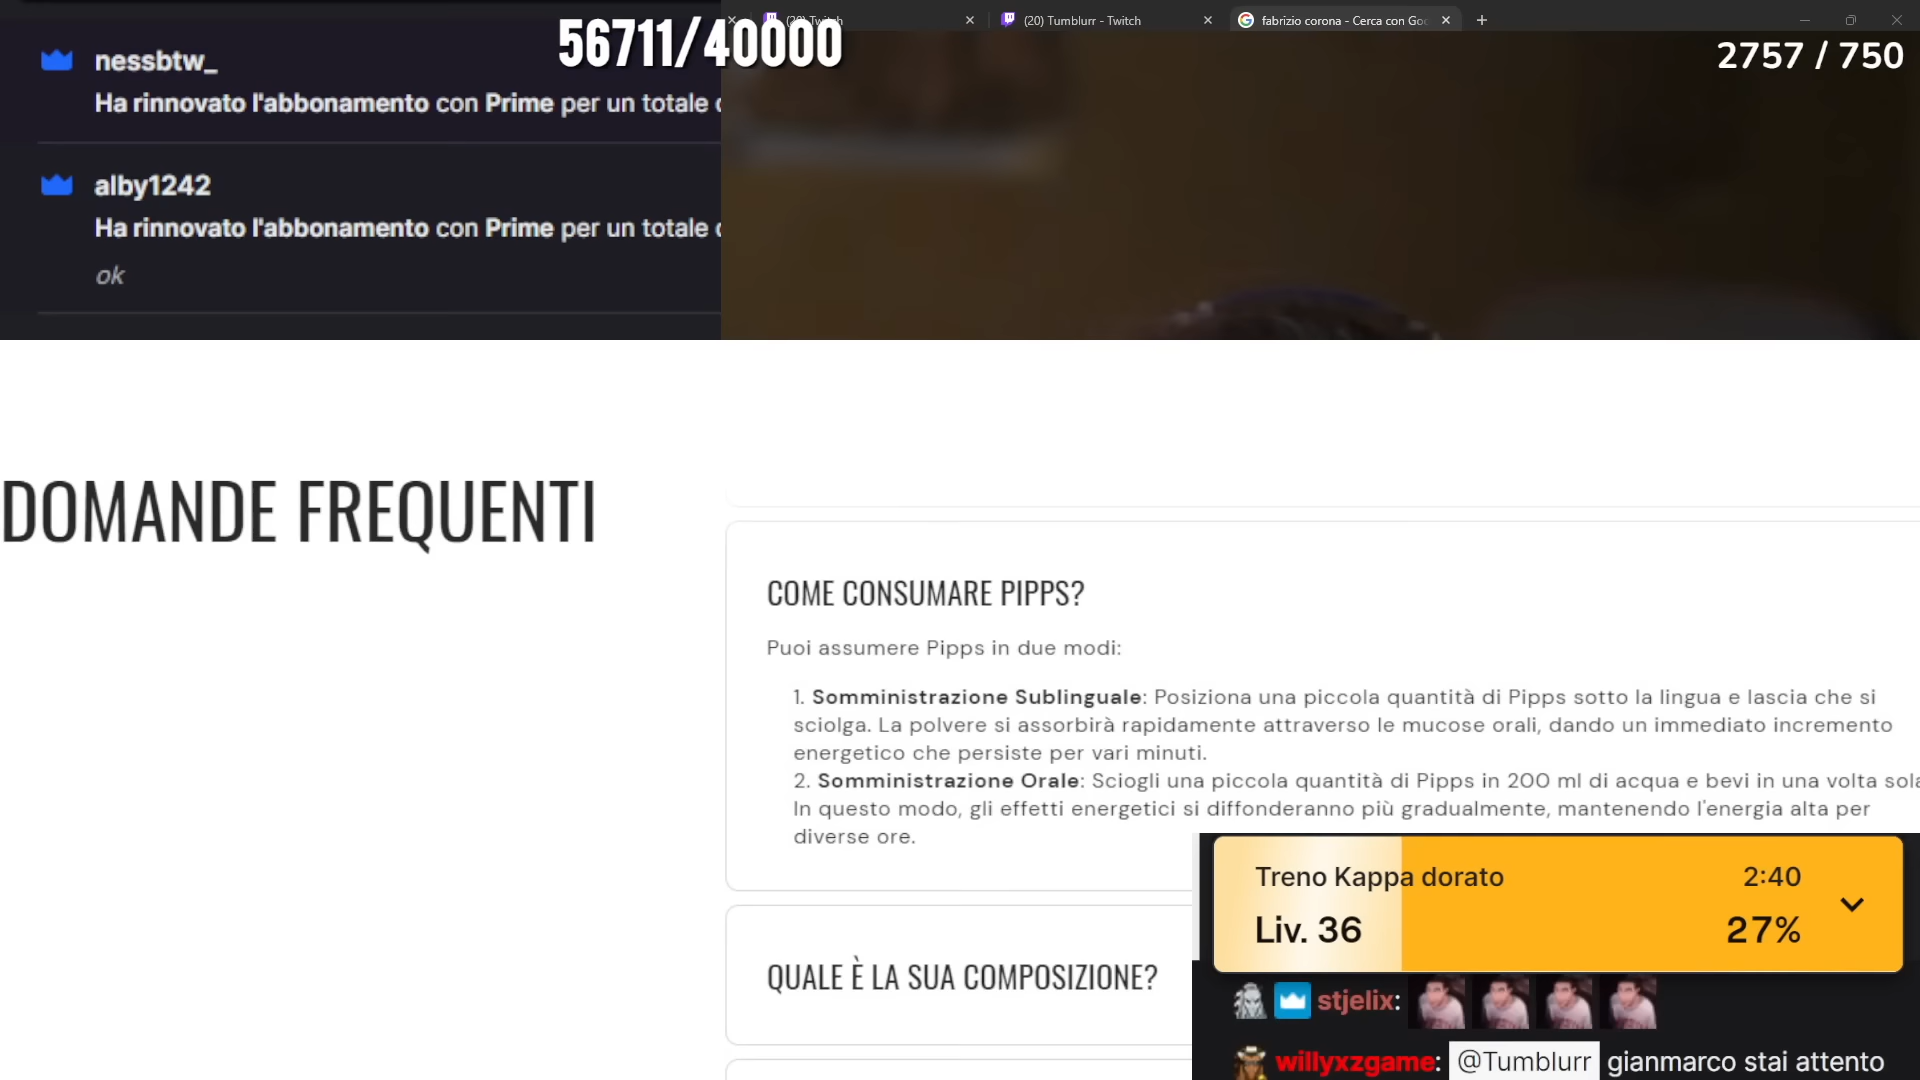 (20) Twitch
(20) Tumblurr - Twitch
fabrizio corona - Cerca con Goo
56711/40000
2757 / 750
nessbtw_
Ha rinnovato l'abbonamento con Prime per un totale
alby1242
Ha rinnovato l'abbonamento con Prime per un totale
ok
DOMANDE FREQUENTI
COME CONSUMARE PIPPS?
Puoi assumere Pipps in due modi:
1. Somministrazione Sublinguale: Posiziona una piccola quantità di Pipps sotto la lingua e lascia che si
sciolga. La polvere si assorbirà rapidamente attraverso le mucose orali, dando un immediato incremento
energetico che persiste per vari minuti.
2. Somministrazione Orale: Sciogli una piccola quantità di Pipps in 200 ml di acqua e bevi in una volta sola
In questo modo, gli effetti energetici si diffonderanno più gradualmente, mantenendo l'energia alta per
diverse ore.
QUALE È LA SUA COMPOSIZIONE?
Treno Kappa dorato 2:40
Liv. 36 27%
stjelix:
willyxzgame: @Tumblurr gianmarco stai attento